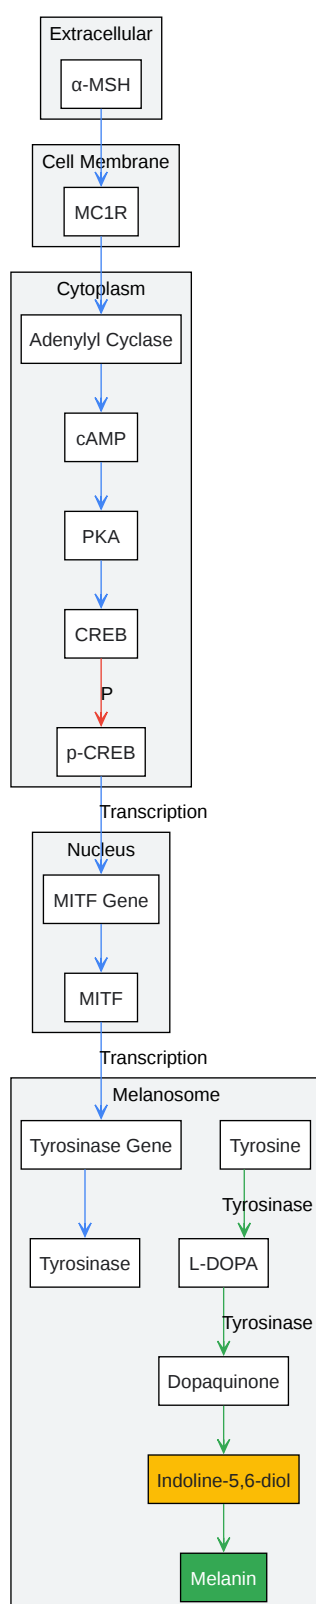 Extracellular
α-MSH
Cell Membrane
MC1R
Cytoplasm
Adenylyl Cyclase
cAMP
PKA
CREB
P
p-CREB
Transcription
Nucleus
MITF Gene
MITF
Transcription
Melanosome
Tyrosinase Gene
Tyrosine
Tyrosinase
Tyrosinase
L-DOPA
Tyrosinase
Dopaquinone
Indoline-5,6-diol
Melanin